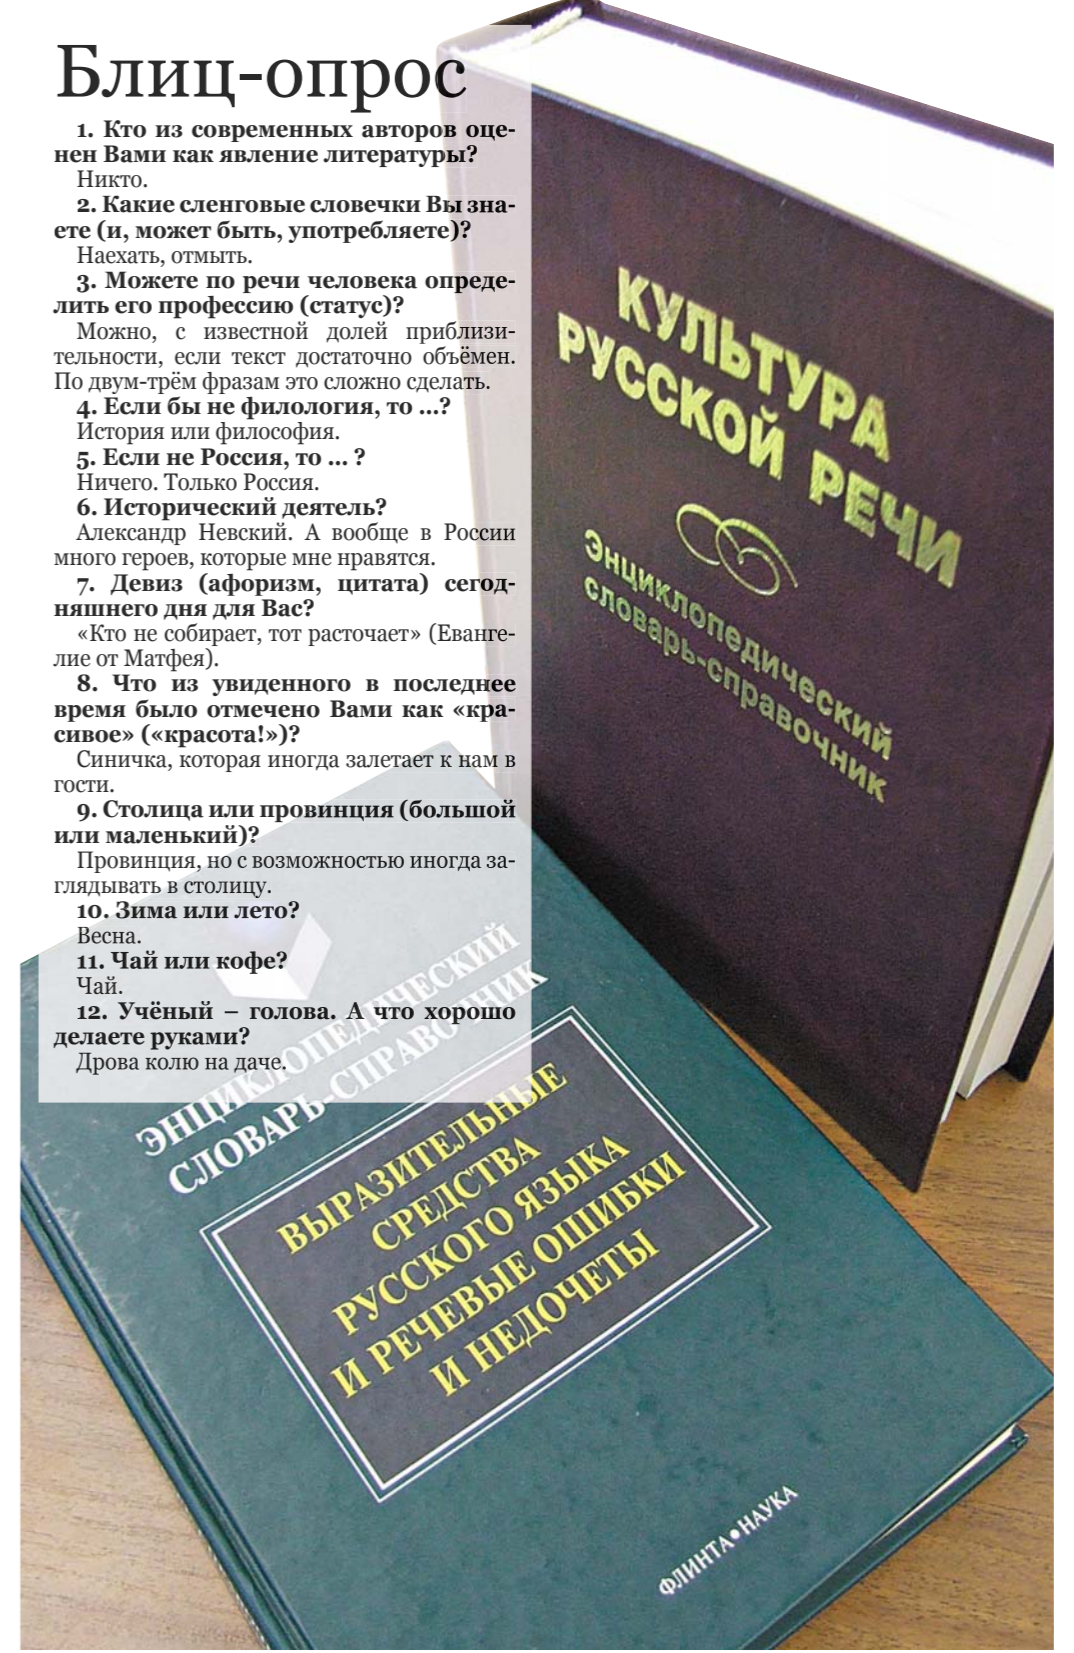 Блиц-опрос
1. Кто из современных авторов оце-
нен Вами как явление литературы?
Никто.
2. Какие сленговые словечки Вы зна-
ете (и, может быть, употребляете)?
Наехать, отмыть.
3. Можете по речи человека опреде-
лить его профессию (статус)?
Можно, с известной долей приблизи-
тельности, если текст достаточно объёмен.
По двум-трём фразам это сложно сделать.
4. Если бы не филология, то ...?
История или философия.
5. Если не Россия, то ... ?
Ничего. Только Россия.
6. Исторический деятель?
Александр Невский. А вообще в России
много героев, которые мне нравятся.
7. Девиз (афоризм, цитата) сегод-
няшнего дня для Вас?
«Кто не собирает, тот расточает» (Еванге-
лие от Матфея).
8. Что из увиденного в последнее
время было отмечено Вами как «кра-
сивое» («красота!»)?
Синичка, которая иногда залетает к нам в
гости.
9. Столица или провинция (большой
или маленький)?
Провинция, но с возможностью иногда за-
глядывать в столицу.
10. Зима или лето?
Весна.
11. Чай или кофе?
Чай.
12. Учёный – голова. А что хорошо
делаете руками?
Дрова колю на даче.
КУЛЬТУРА
РУССКОЙ РЕЧИ
Энциклопедический
словарь-справочник
ЭНЦИКЛОПЕДИЧЕСКИЙ
СЛОВАРЬ-СПРАВОЧНИК
ВЫРАЗИТЕЛЬНЫЕ
СРЕДСТВА
РУССКОГО ЯЗЫКА
И РЕЧЕВЫЕ ОШИБКИ
И НЕДОЧЕТЫ
ФЛИНТА•НАУКА